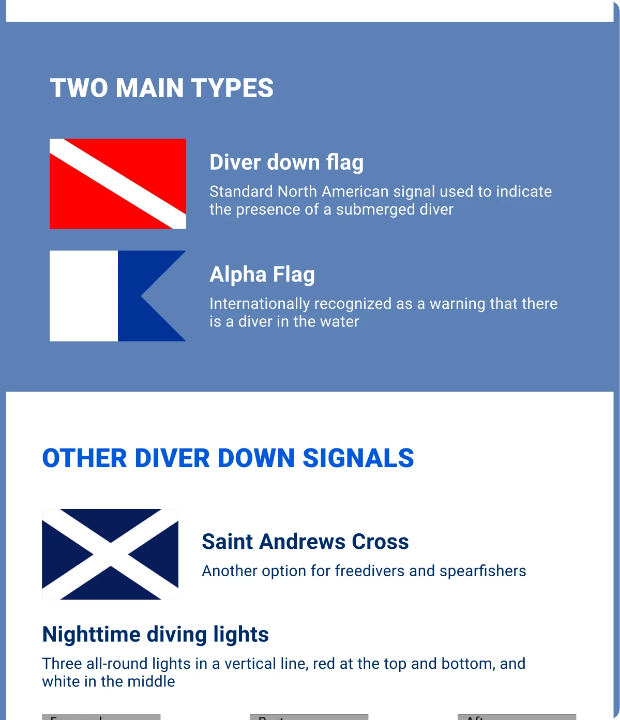 TWO MAIN TYPES
Diver down flag
Standard North American signal used to indicate
the presence of a submerged diver
Alpha Flag
Internationally recognized as a warning that there
is a diver in the water
OTHER DIVER DOWN SIGNALS
Saint Andrews Cross
Another option for freedivers and spearfishers
Nighttime diving lights
Three all-round lights in a vertical line, red at the top and bottom, and
white in the middle